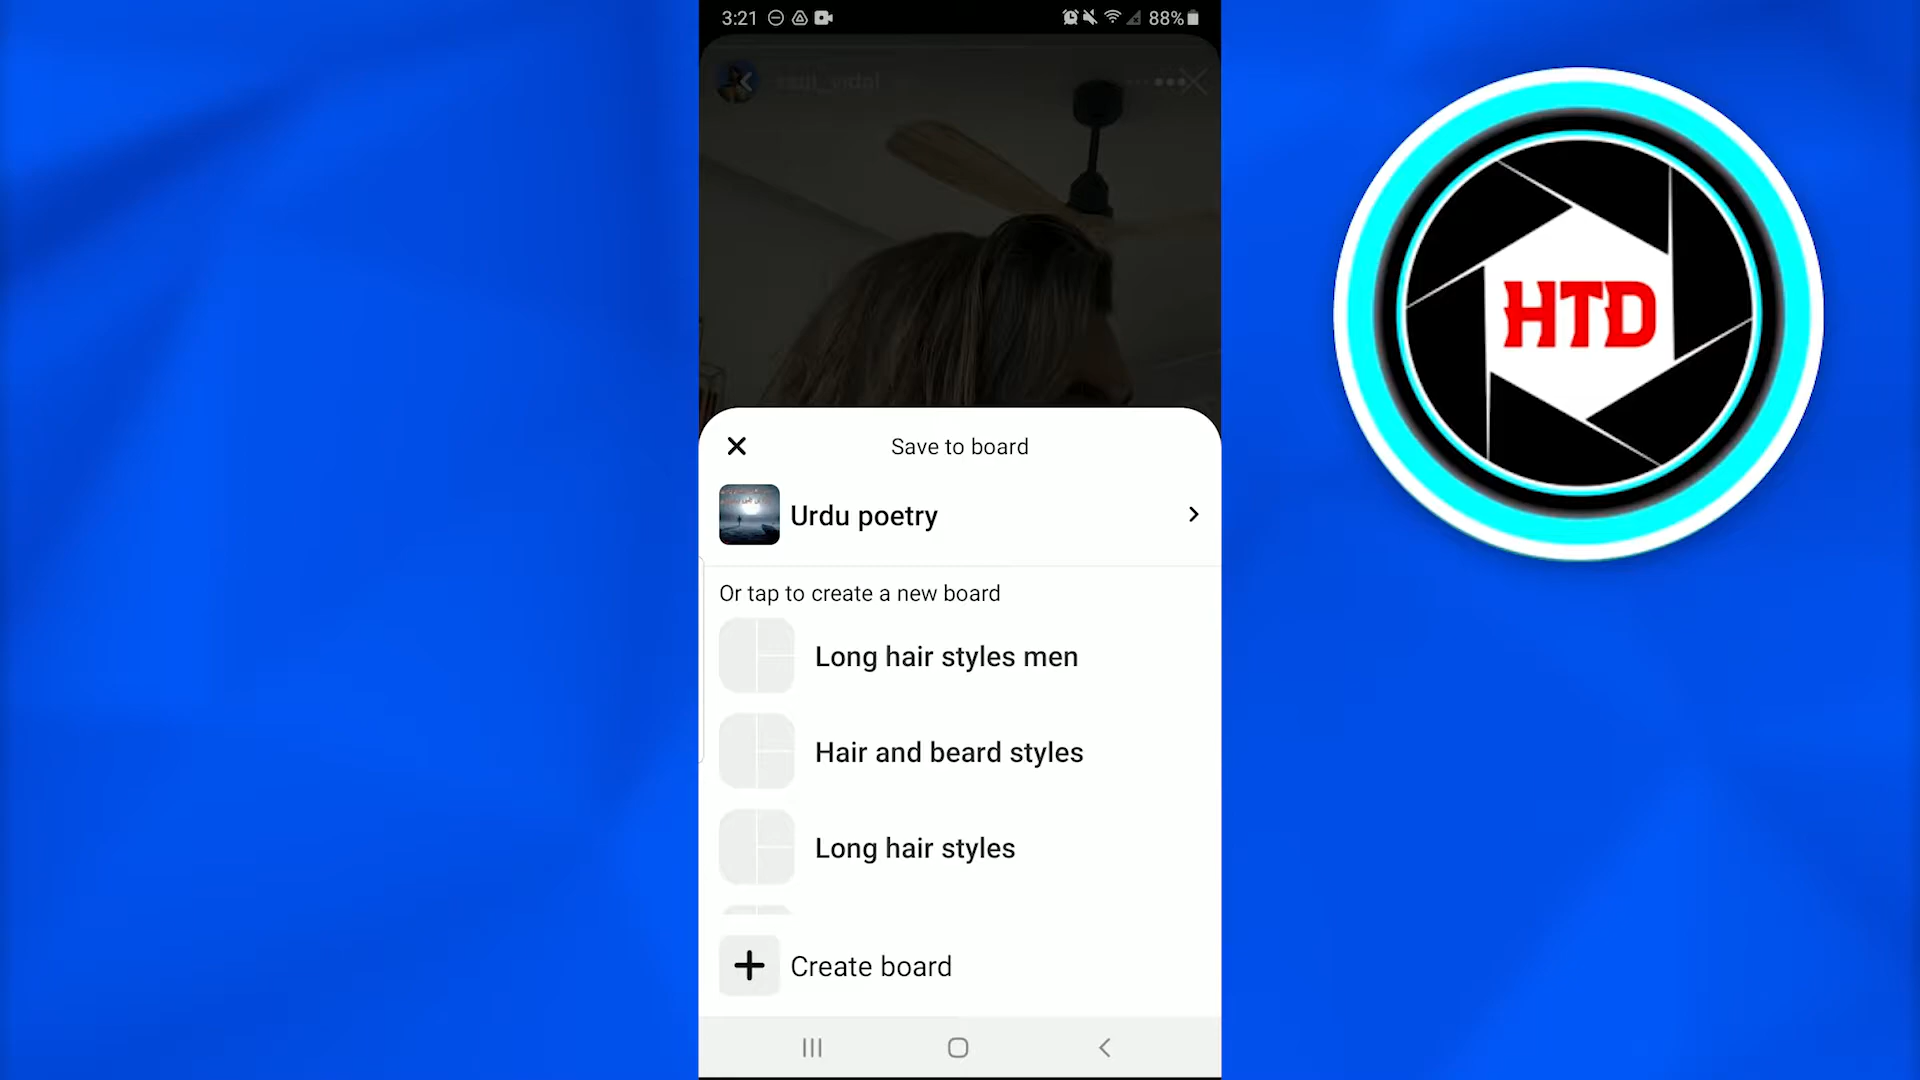 3:21
88%
Save to board
Urdu poetry
Or tap to create a new board
Long hair styles men
Hair and beard styles
Long hair styles
Create board
HTD